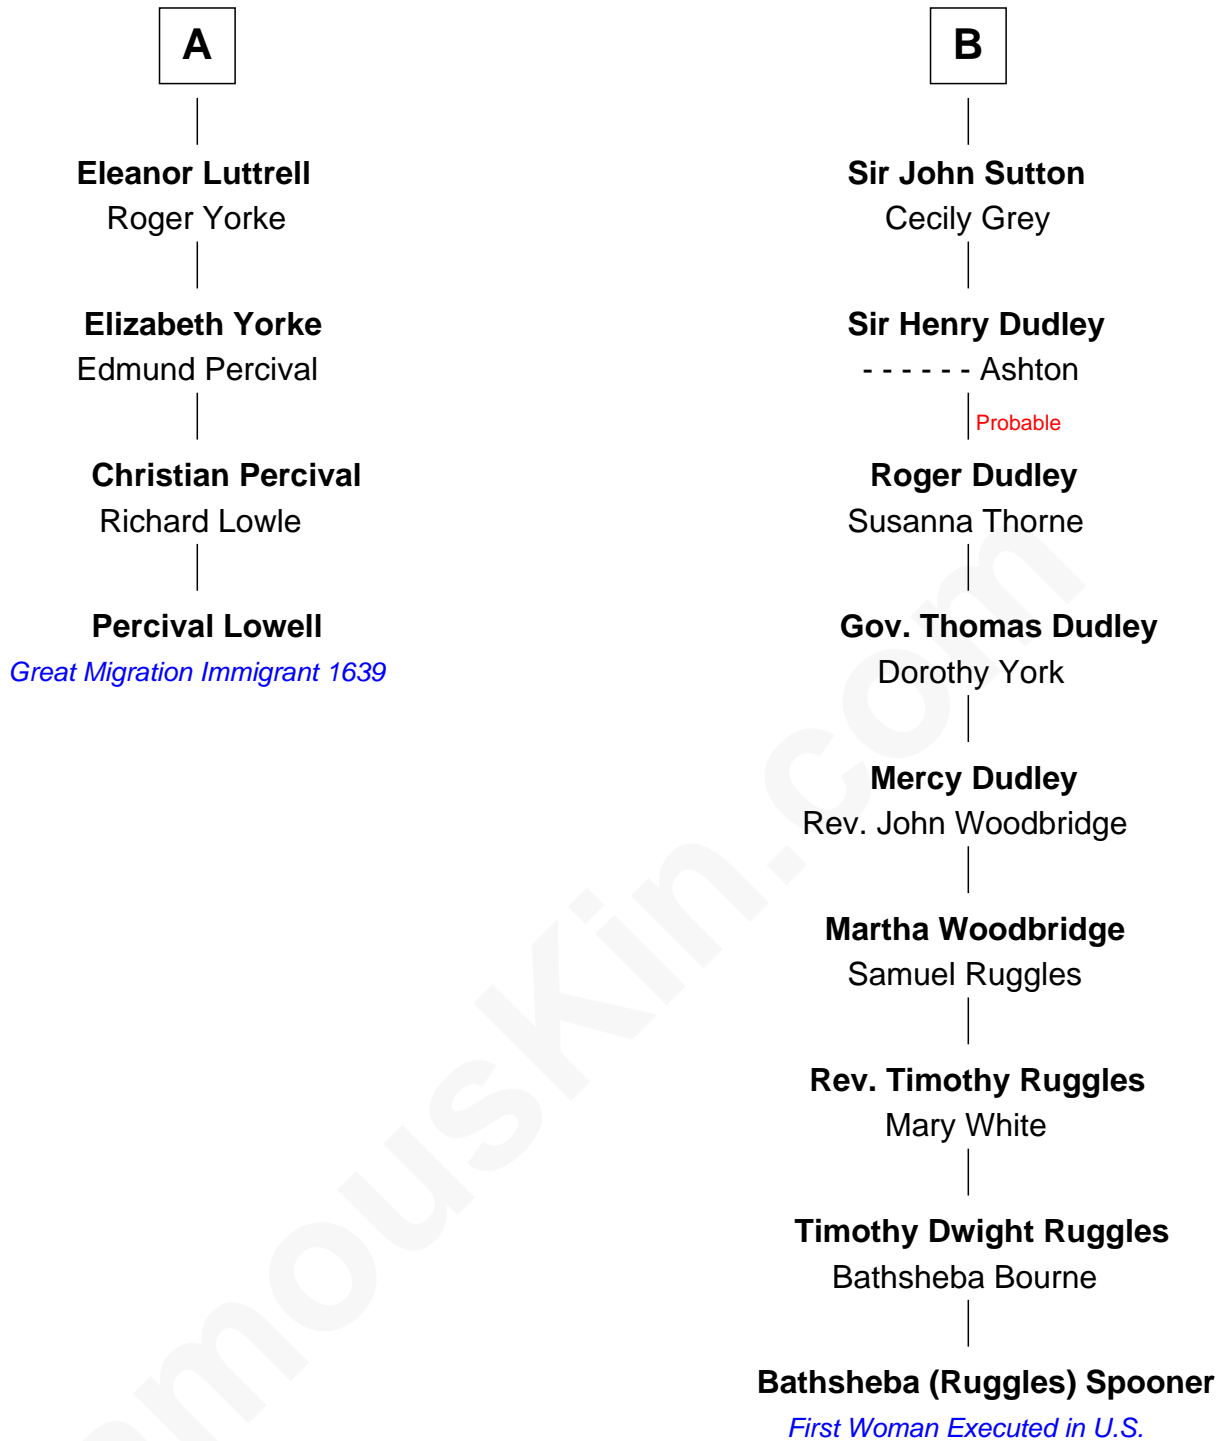 A
Eleanor Luttrell
Roger Yorke
Elizabeth Yorke
Edmund Percival
Christian Percival
Richard Lowle
Percival Lowell
Great Migration Immigrant 1639
B
Sir John Sutton
Cecily Grey
Sir Henry Dudley
- - - - - - Ashton
Probable
Roger Dudley
Susanna Thorne
Gov. Thomas Dudley
Dorothy York
Mercy Dudley
Rev. John Woodbridge
Martha Woodbridge
Samuel Ruggles
Rev. Timothy Ruggles
Mary White
Timothy Dwight Ruggles
Bathsheba Bourne
Bathsheba (Ruggles) Spooner
First Woman Executed in U.S.
amousKin.com